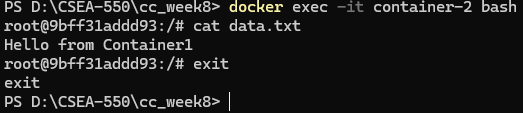 PS D:\CSEA-550\cc_week8> docker exec -it container-2 bash
root@9bff31addd93:/# cat data.txt
Hello from Container1
root@9bff31addd93:/# exit
exit
PS D:\CSEA-550\cc_week8>